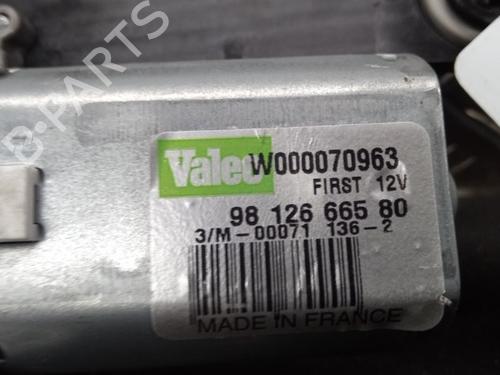 B-PARTS
Valeo W000070963
FIRST 12V
98 126 665 80
3/M-00071 136-2
MADE IN FRANCE